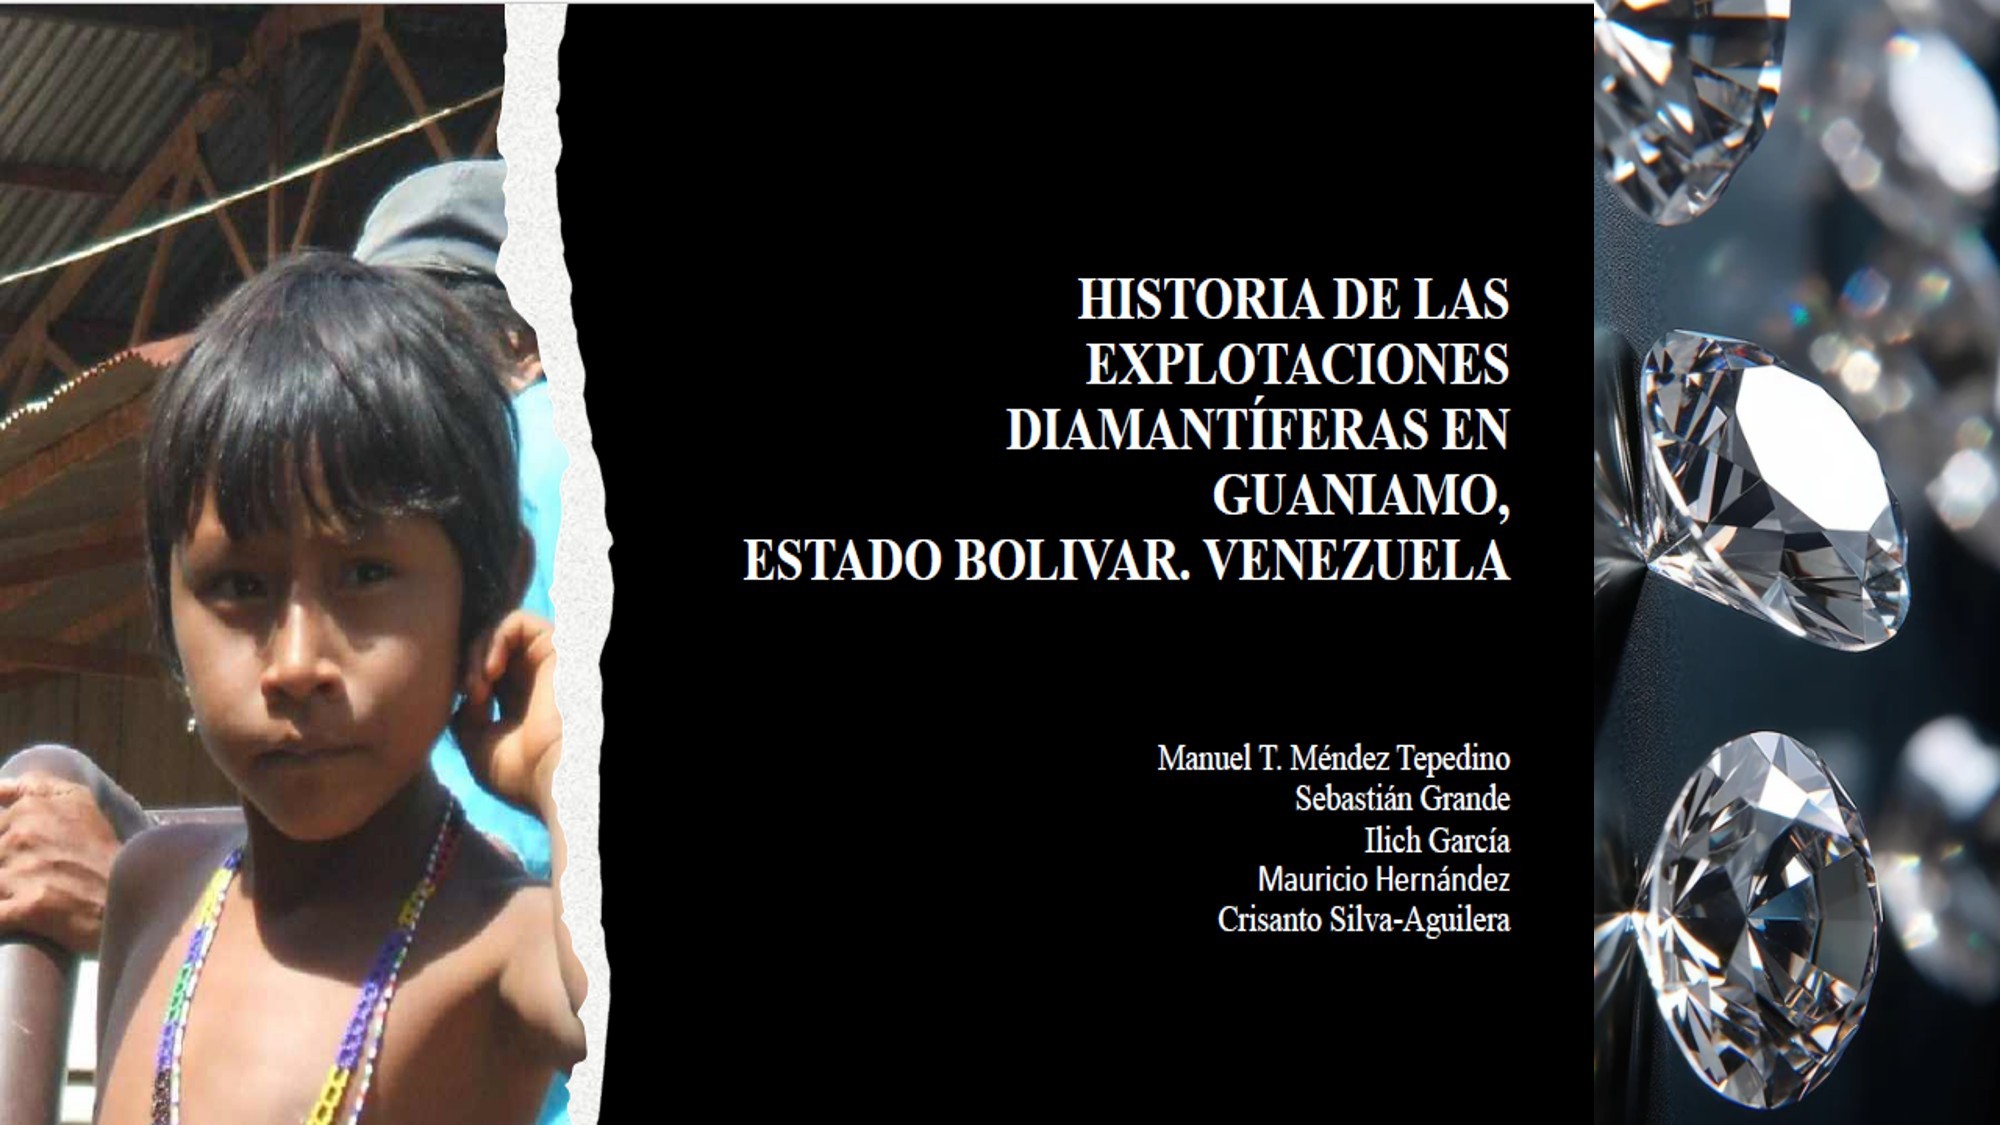 HISTORIA DE LAS
EXPLOTACIONES
DIAMANTÍFERAS EN
GUANIAMO,
ESTADO BOLIVAR. VENEZUELA
Manuel T. Méndez Tepedino
Sebastián Grande
Ilich García
Mauricio Hernández
Crisanto Silva-Aguilera